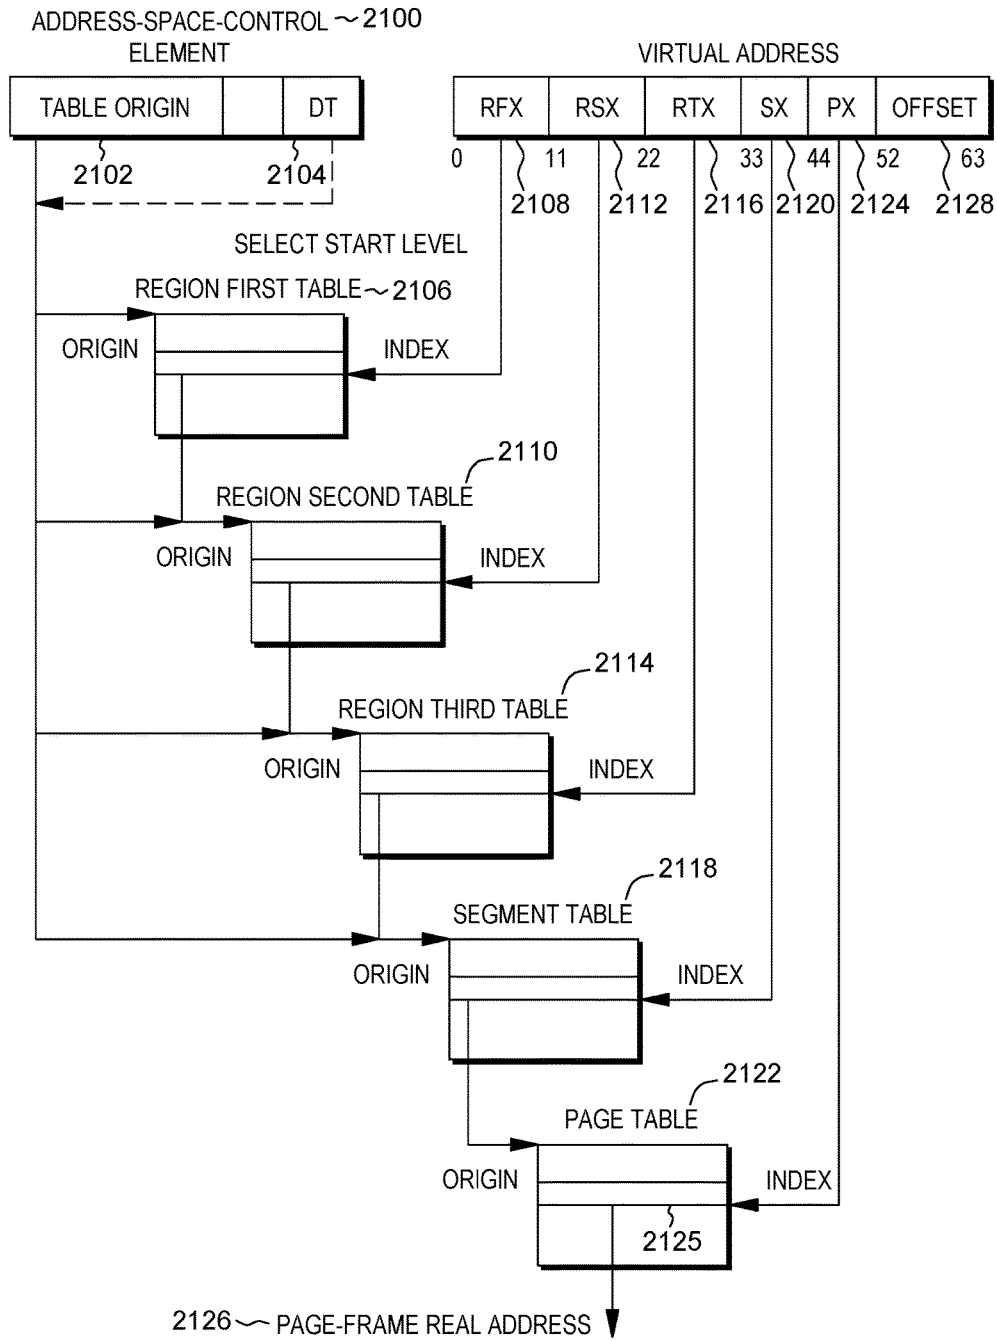 ADDRESS-SPACE-CONTROL 2100
ELEMENT
VIRTUAL ADDRESS
TABLE ORIGIN DT
RFX RSX RTX SX PX OFFSET
0 11 22 33 44 52 63
2102 2104
2108 2112 2116 2120 2124 2128
SELECT START LEVEL
REGION FIRST TABLE 2106
ORIGIN INDEX
2110
REGION SECOND TABLE
ORIGIN INDEX
2114
REGION THIRD TABLE
ORIGIN INDEX
2118
SEGMENT TABLE
ORIGIN INDEX
2122
PAGE TABLE
ORIGIN INDEX
2125
2126 PAGE-FRAME REAL ADDRESS